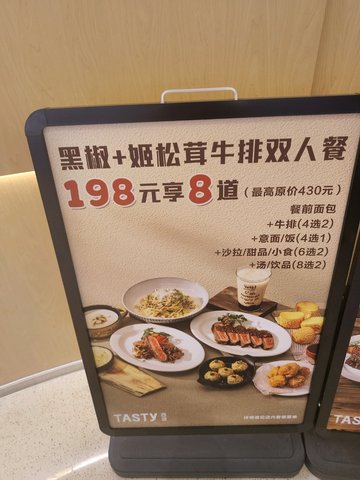 黑椒+姬松茸牛排双人餐
198元享8道（最高原价430元）
餐前面包
+牛排(4选2)
+意面/饭(4选1)
+沙拉/甜品/小食(6选2)
+汤/饮品(8选2)
TASTY